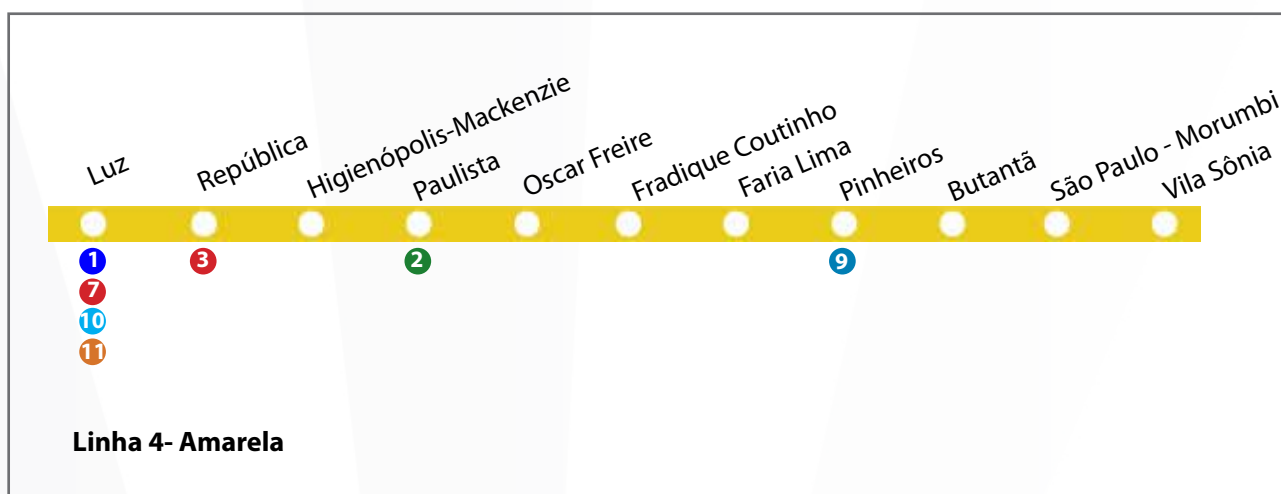 Luz
República
Higienópolis-Mackenzie
Paulista
Oscar Freire
Fradique Coutinho
Faria Lima
Pinheiros
Butantã
São Paulo - Morumbi
Vila Sônia
1
3
2
9
7
10
11
Linha 4- Amarela